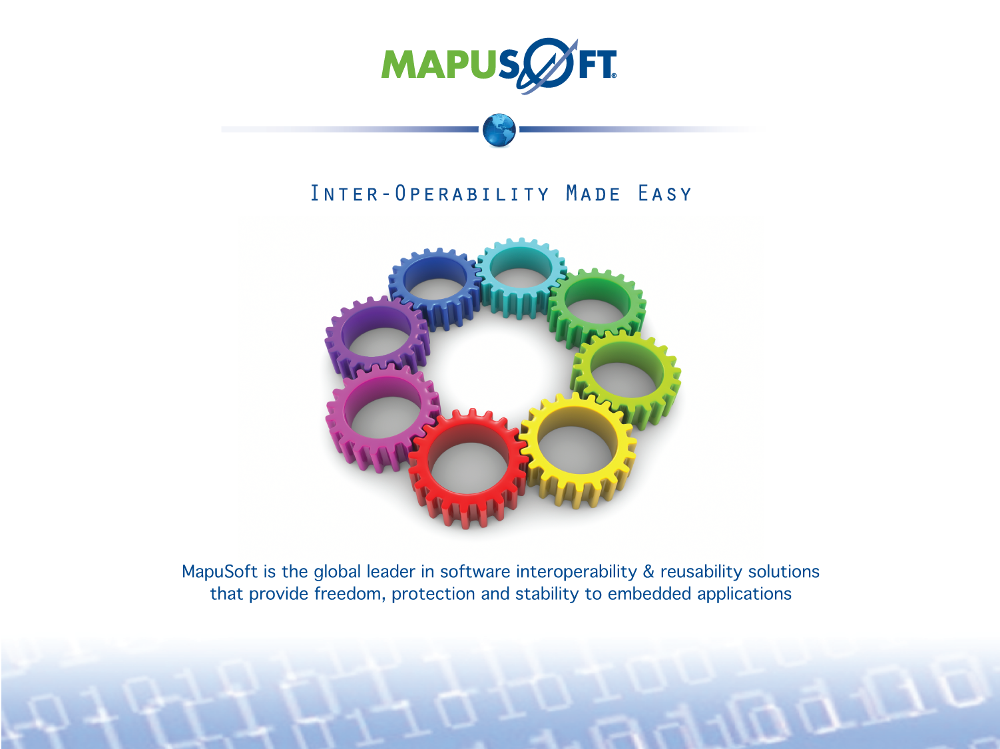 MAPUSOFT®
Inter-Operability Made Easy
MapuSoft is the global leader in software interoperability & reusability solutions
that provide freedom, protection and stability to embedded applications